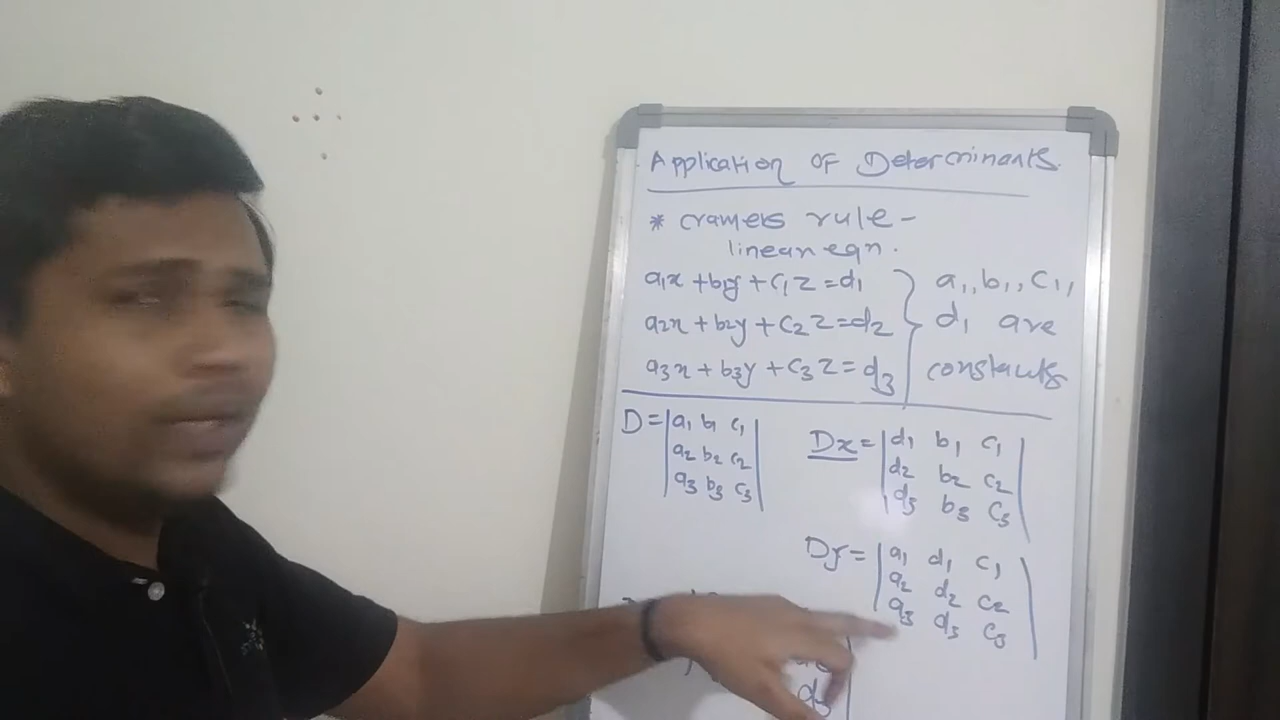 Application of Determinants.
* cramers rule -
linear eqn.
a1x + b1y + c1z = d1
a2x + b2y + c2z = d2
a3x + b3y + c3z = d3
a1, b1, c1,
d1 are
constants
D = | a1 b1 c1 |
| a2 b2 c2 |
| a3 b3 c3 |
Dx = | d1 b1 c1 |
| d2 b2 c2 |
| d3 b3 c3 |
Dy = | a1 d1 c1 |
| a2 d2 c2 |
| a3 d3 c3 |
d3